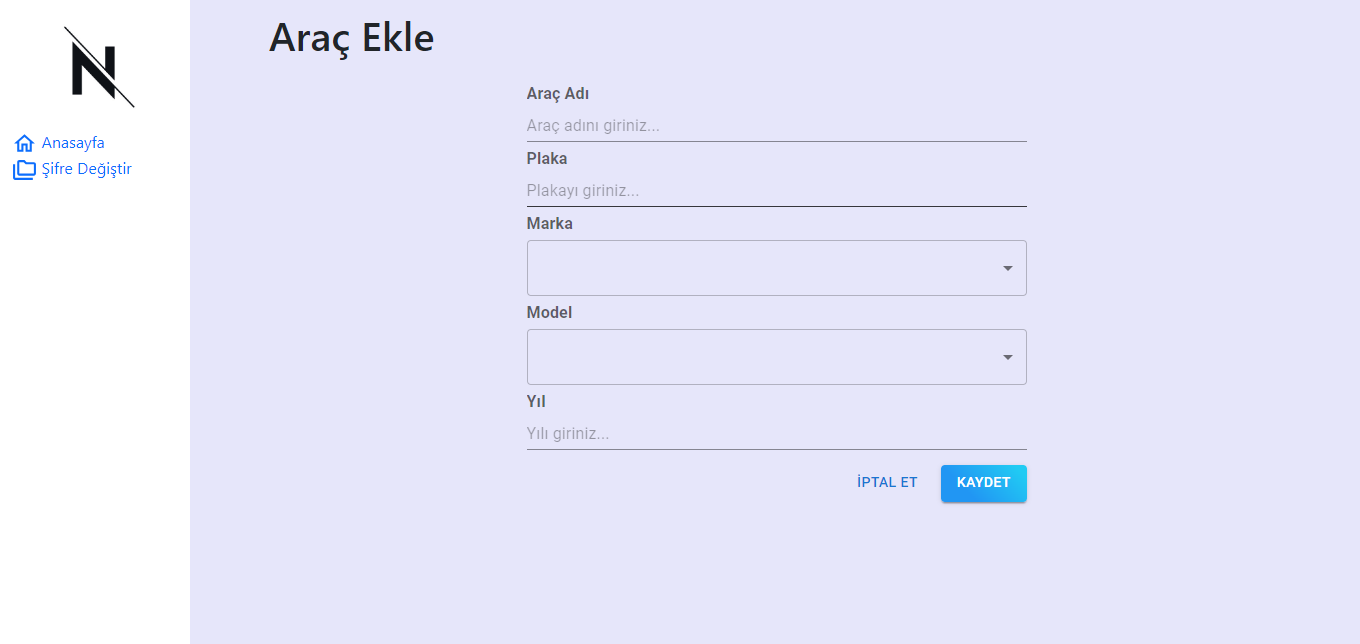 Araç Ekle
Anasayfa
Şifre Değiştir
Araç Adı
Araç adını giriniz...
Plaka
Plakayı giriniz...
Marka
Model
Yıl
Yılı giriniz...
İPTAL ET
KAYDET